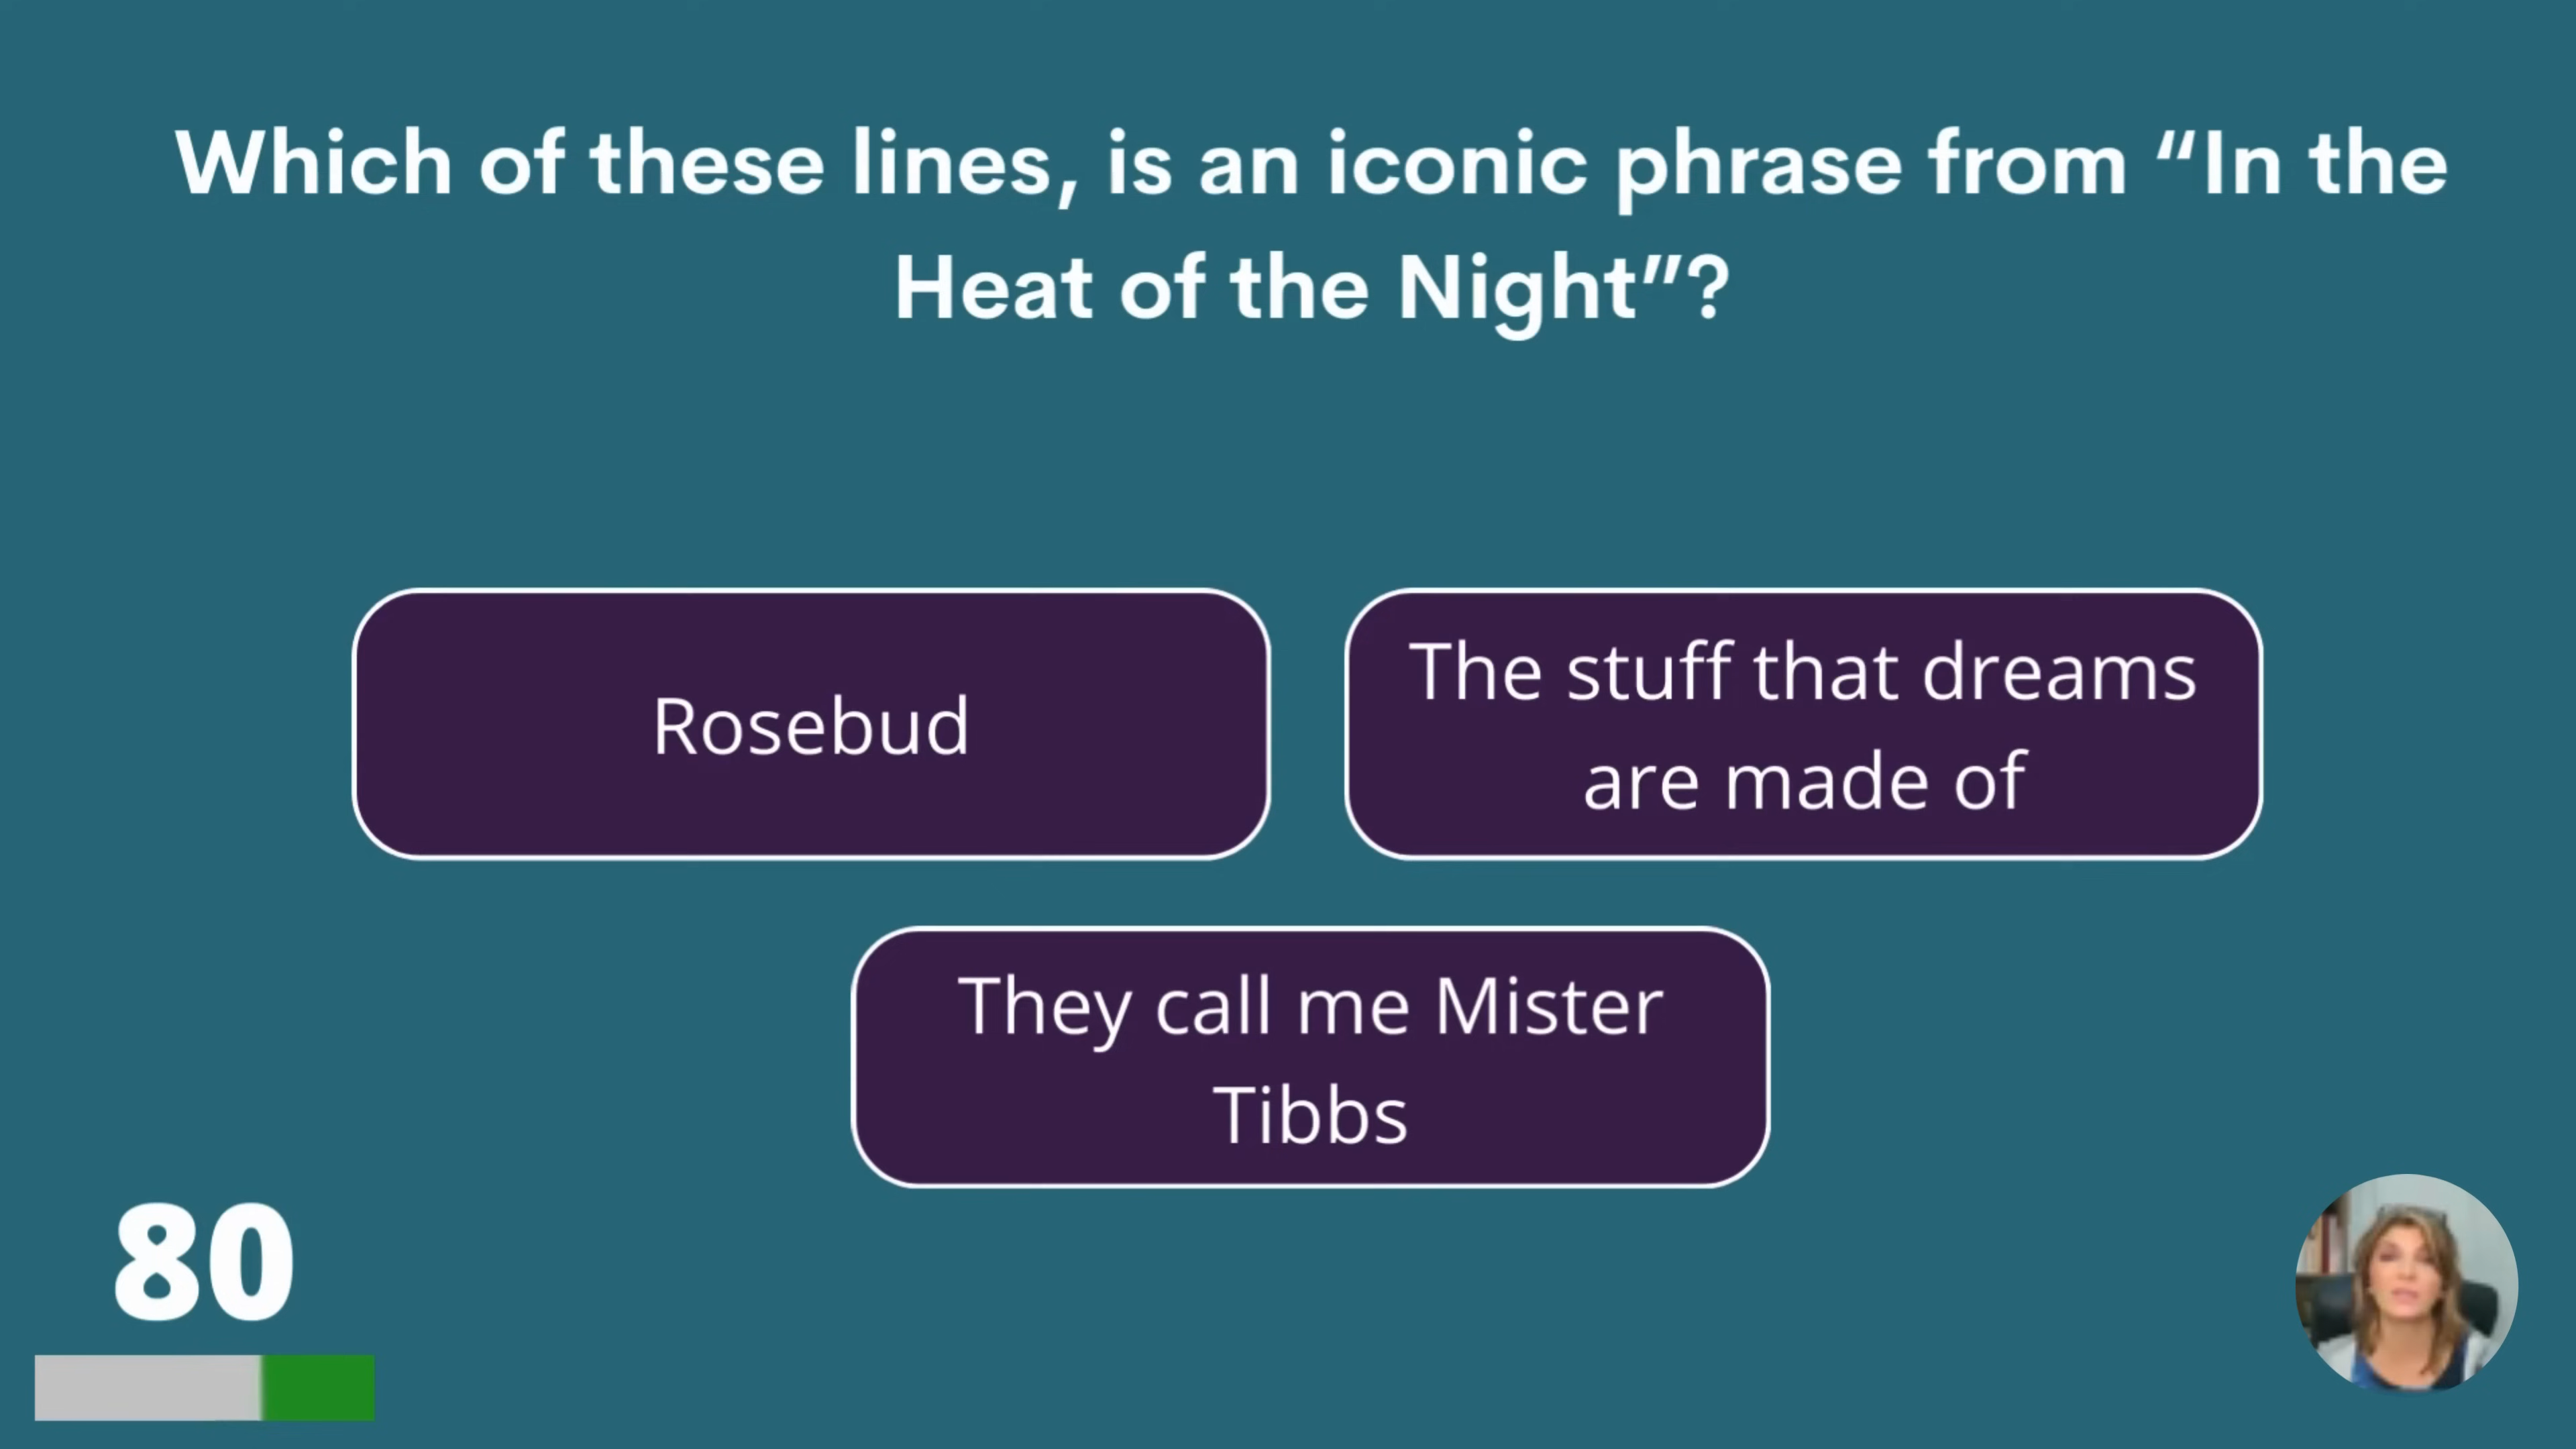 Which of these lines, is an iconic phrase from “In the
Heat of the Night”?
Rosebud
The stuff that dreams
are made of
They call me Mister
Tibbs
80